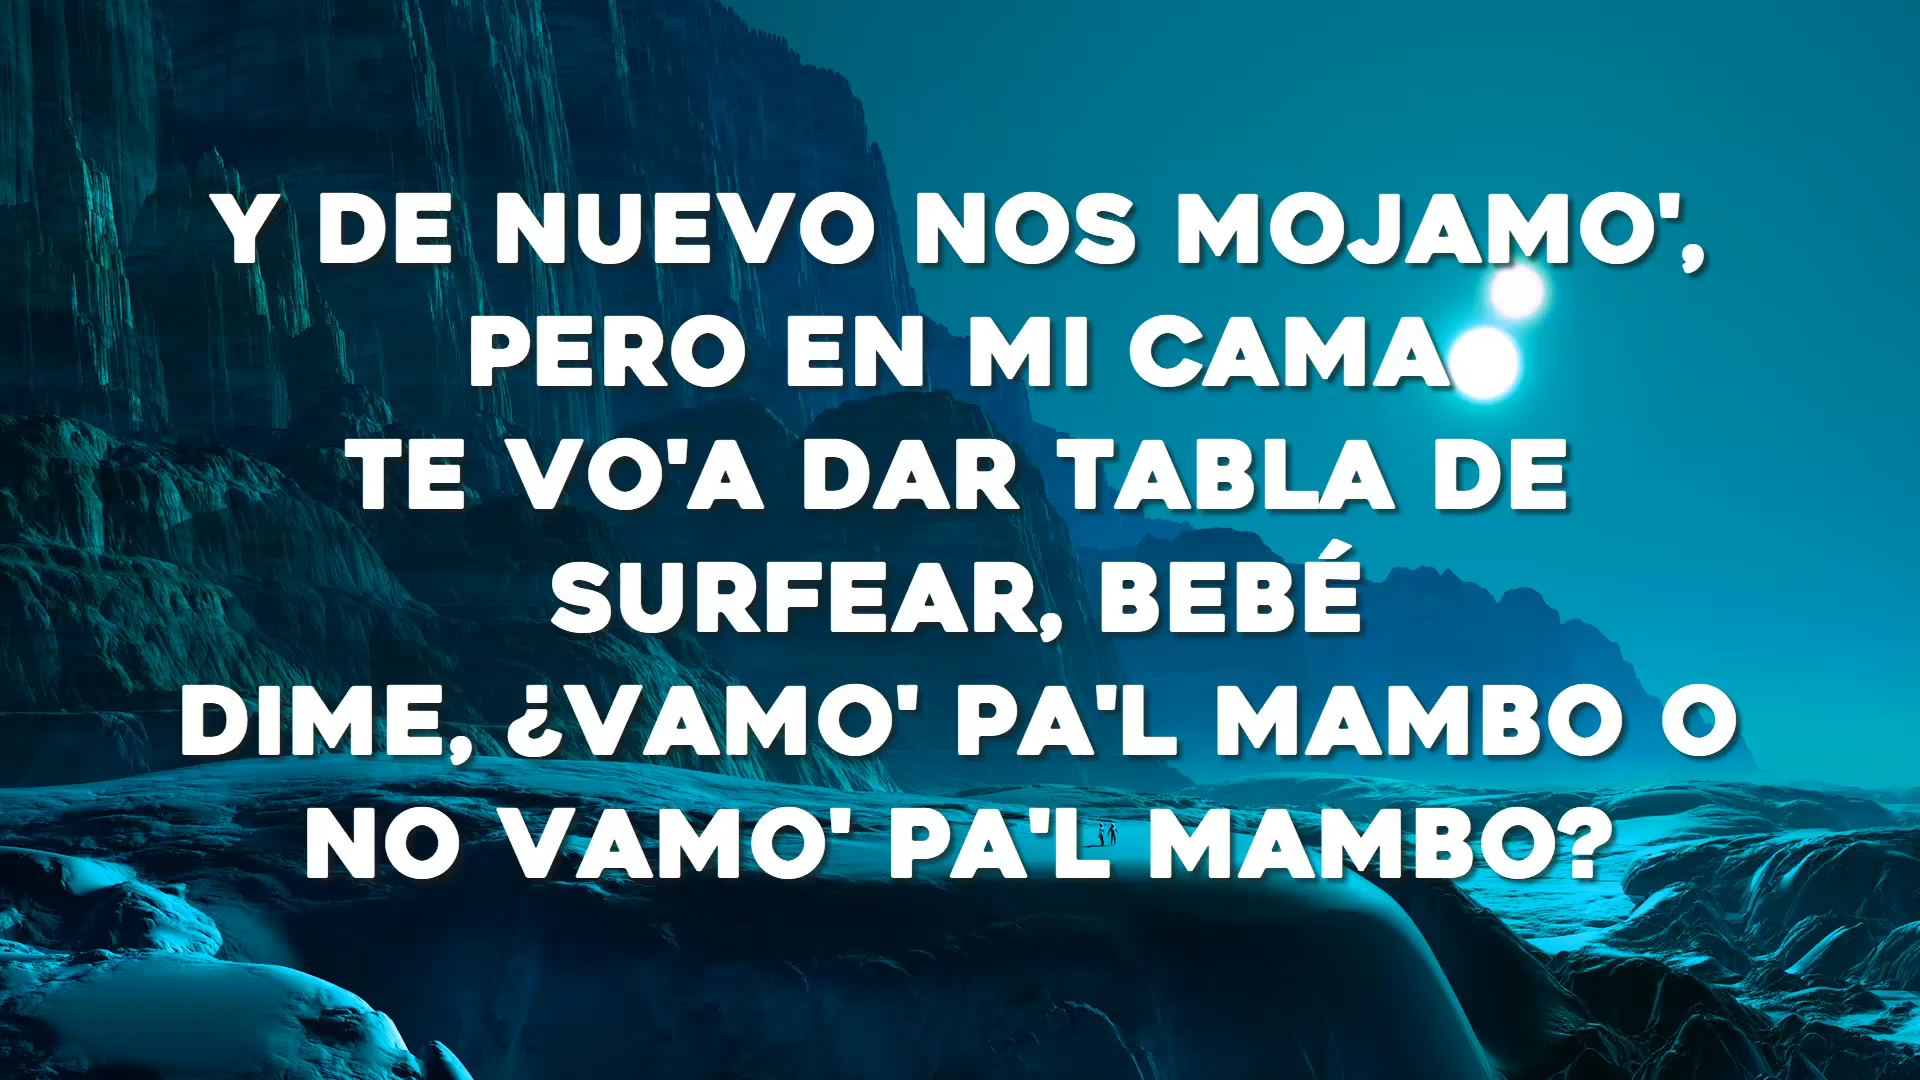 Y DE NUEVO NOS MOJAMO',
PERO EN MI CAMA
TE VO'A DAR TABLA DE
SURFEAR, BEBÉ
DIME, ¿VAMO' PA'L MAMBO O
NO VAMO' PA'L MAMBO?